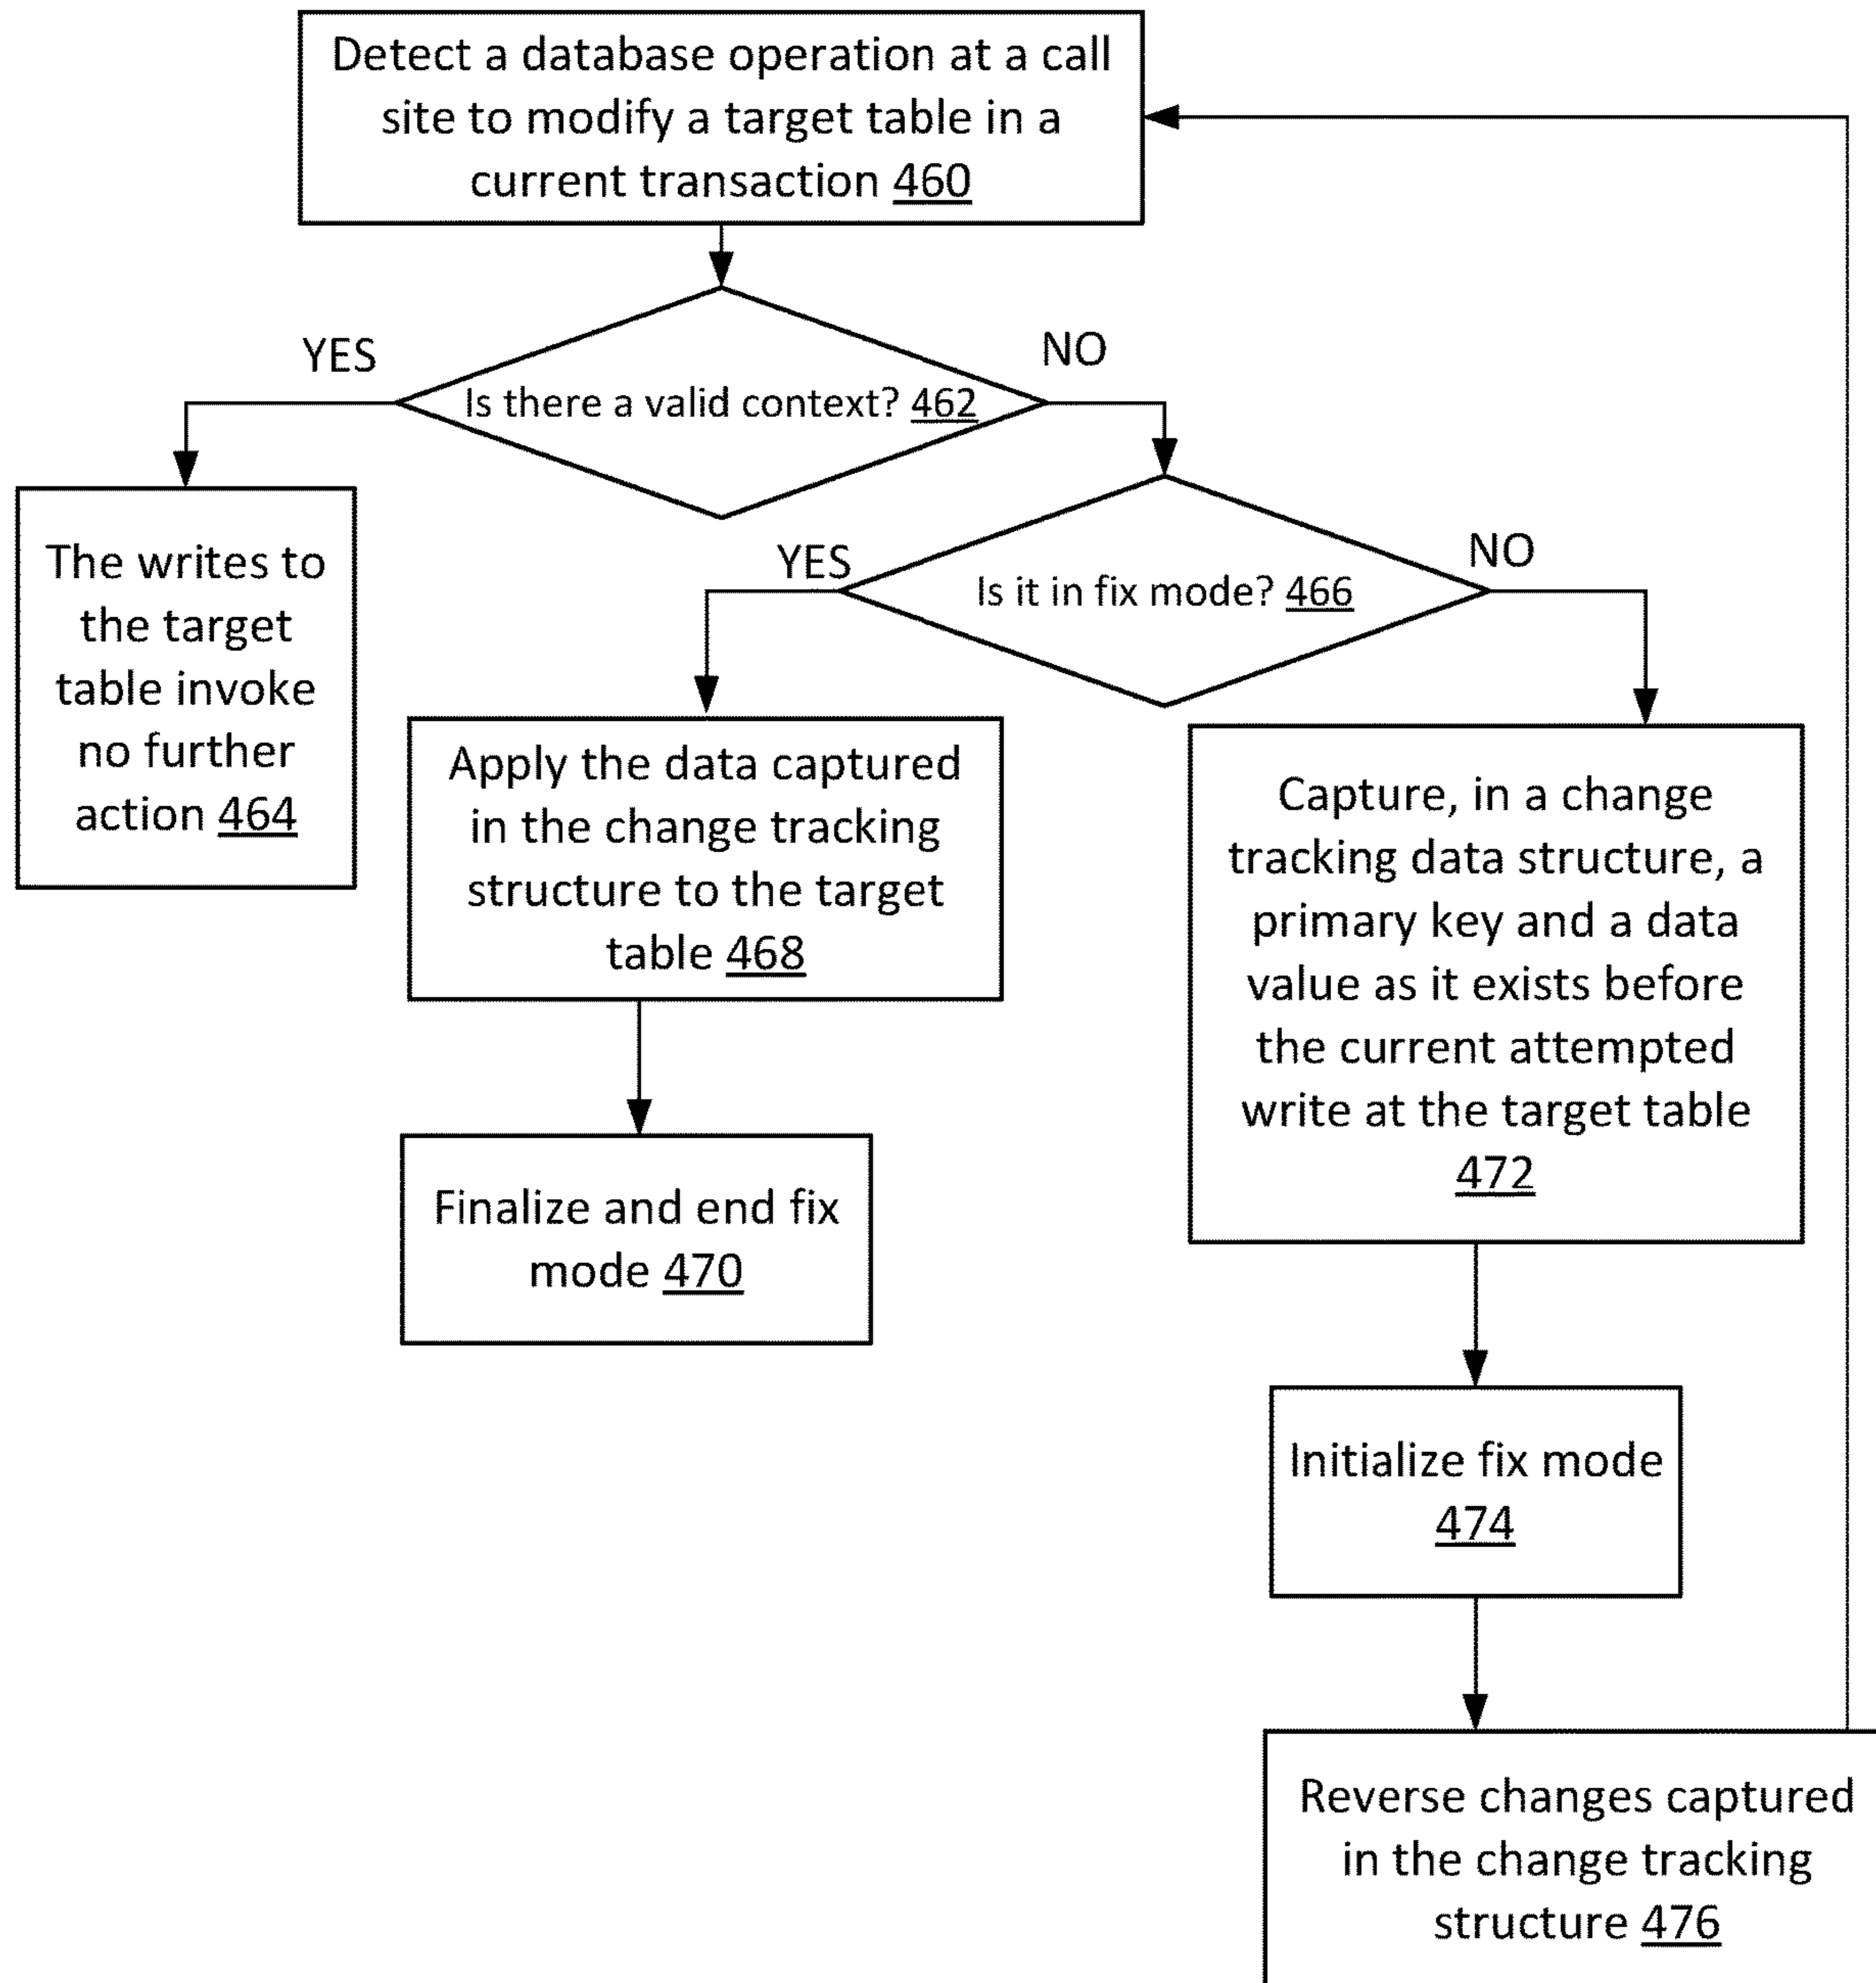 Detect a database operation at a call
site to modify a target table in a
current transaction 460
YES
NO
Is there a valid context? 462
The writes to
the target
table invoke
no further
action 464
YES
NO
Is it in fix mode? 466
Apply the data captured
in the change tracking
structure to the target
table 468
Finalize and end fix
mode 470
Capture, in a change
tracking data structure, a
primary key and a data
value as it exists before
the current attempted
write at the target table
472
Initialize fix mode
474
Reverse changes captured
in the change tracking
structure 476